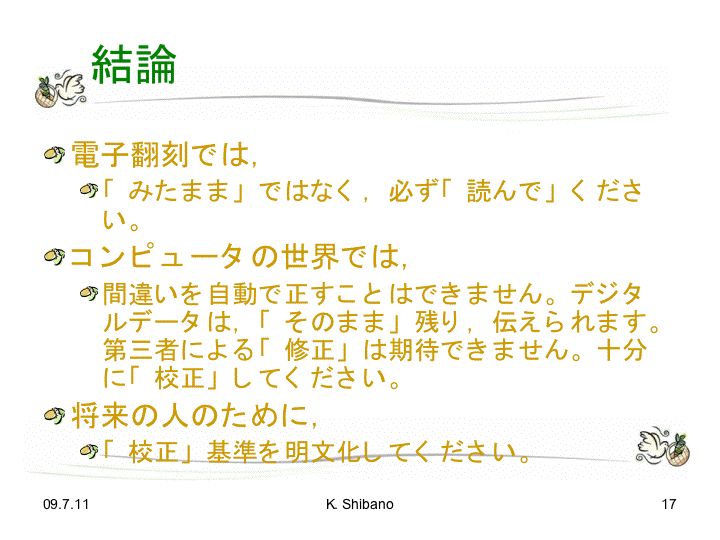 結論
電子翻刻では,
「みたまま」ではなく, 必ず「読んで」くださ
い。
コンピュータの世界では,
間違いを自動で正すことはできません。デジタ
ルデータは,「そのまま」残り, 伝えられます。
第三者による「修正」は期待できません。十分
に「校正」してください。
将来の人のために,
「校正」基準を明文化してください。
09.7.11
K. Shibano
17